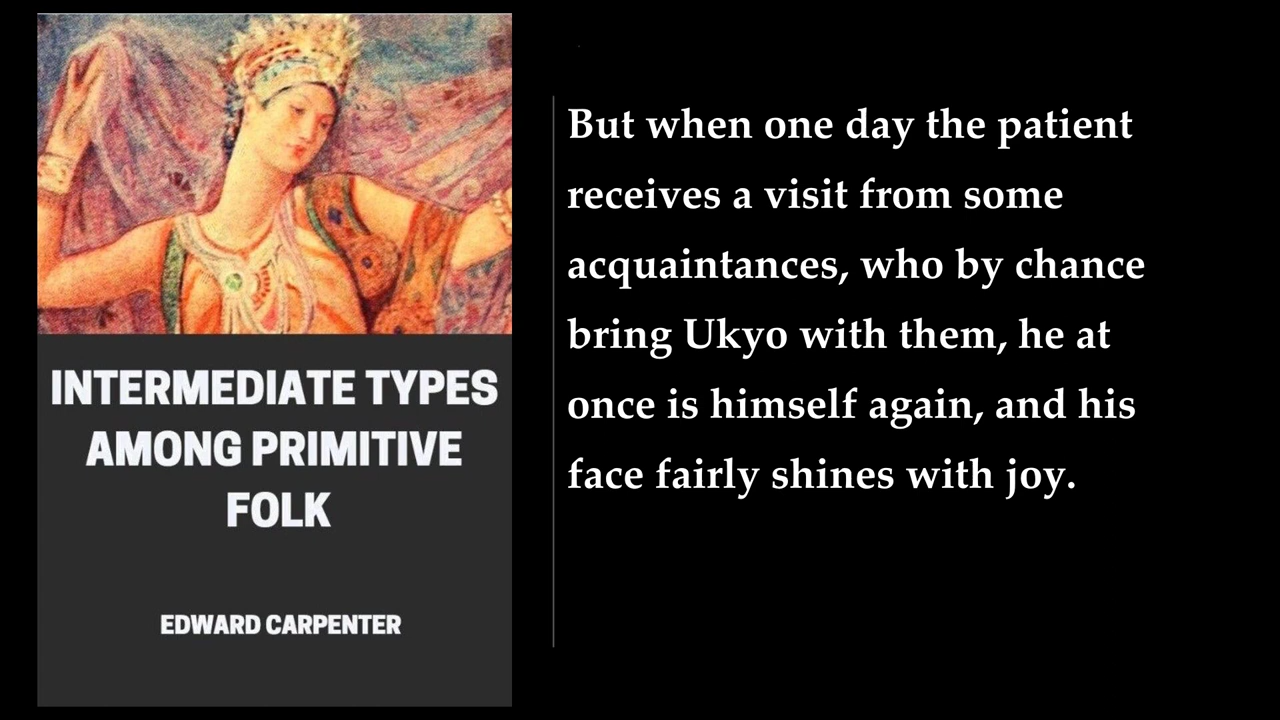 INTERMEDIATE TYPES
AMONG PRIMITIVE
FOLK
EDWARD CARPENTER
But when one day the patient
receives a visit from some
acquaintances, who by chance
bring Ukyo with them, he at
once is himself again, and his
face fairly shines with joy.